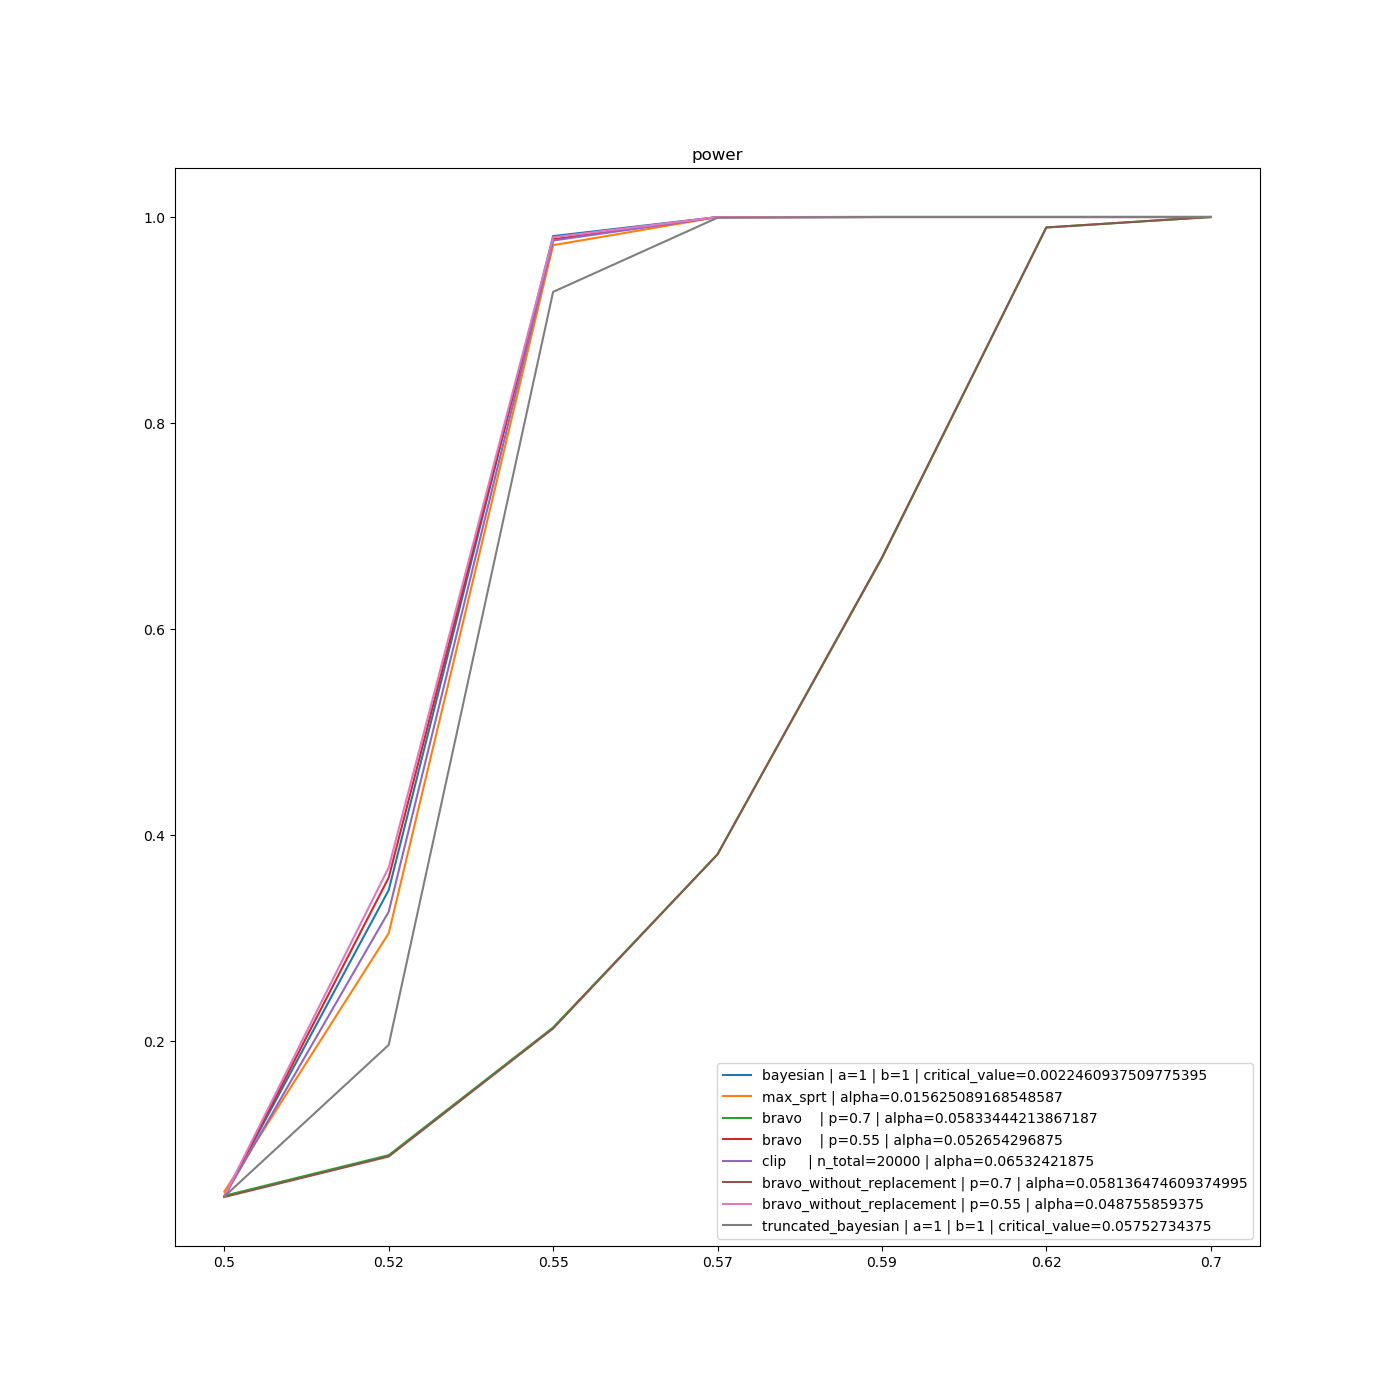 power
1.0
0.8
0.6
0.4
0.2
bayesian | a=1 | b=1 | critical_value=0.0022460937509775395
max_sprt | alpha=0.015625089168548587
bravo | p=0.7 | alpha=0.05833444213867187
bravo | p=0.55 | alpha=0.052654296875
clip | n_total=20000 | alpha=0.06532421875
bravo_without_replacement | p=0.7 | alpha=0.058136474609374995
bravo_without_replacement | p=0.55 | alpha=0.048755859375
truncated_bayesian | a=1 | b=1 | critical_value=0.05752734375
0.5 0.52 0.55 0.57 0.59 0.62 0.7